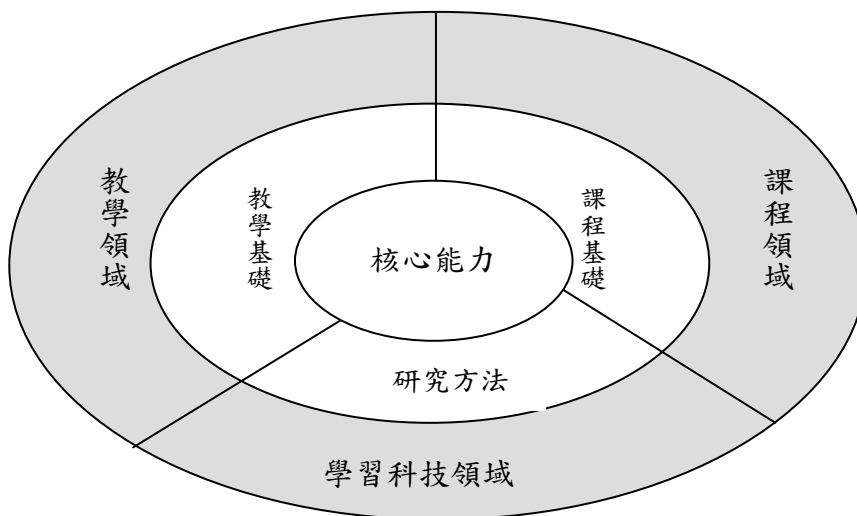 教學領域
教學基礎
核心能力
課程基礎
課程領域
研究方法
學習科技領域